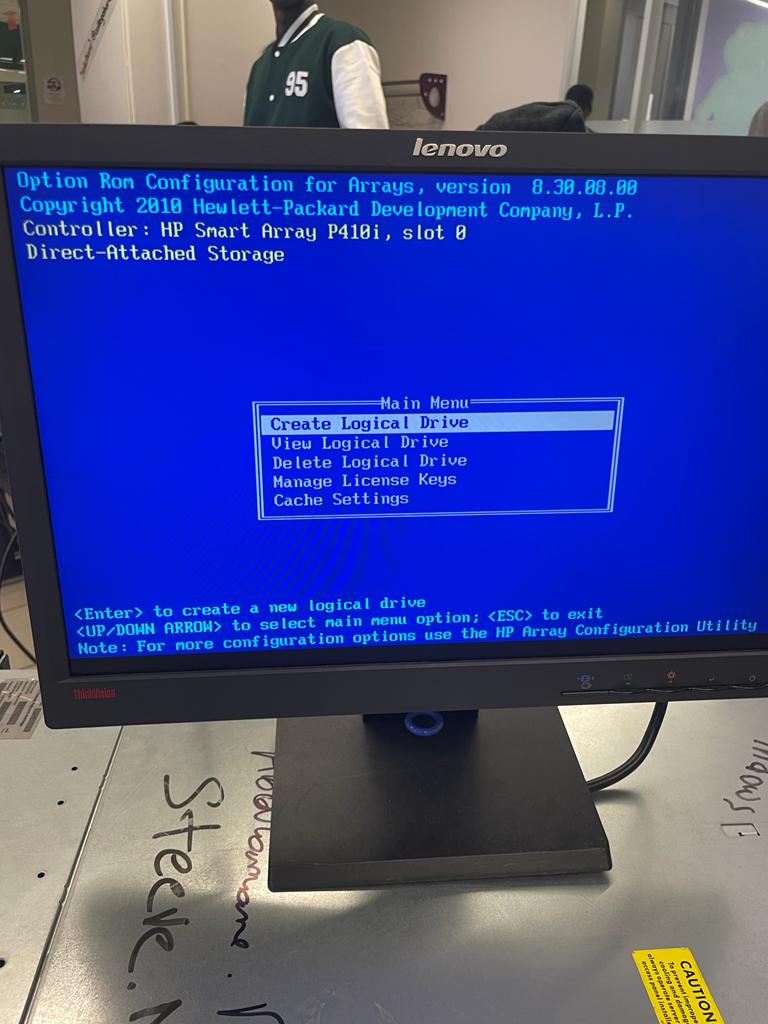 95
lenovo
Option Rom Configuration for Arrays, version 8.30.08.00
Copyright 2010 Hewlett-Packard Development Company, L.P.
Controller: HP Smart Array P410i, slot 0
Direct-Attached Storage
Main Menu
Create Logical Drive
View Logical Drive
Delete Logical Drive
Manage License Keys
Cache Settings
<Enter> to create a new logical drive
<UP/DOWN ARROW> to select main menu option; <ESC> to exit
Note: For more configuration options use the HP Array Configuration Utility
ThinkVision
CAUTION